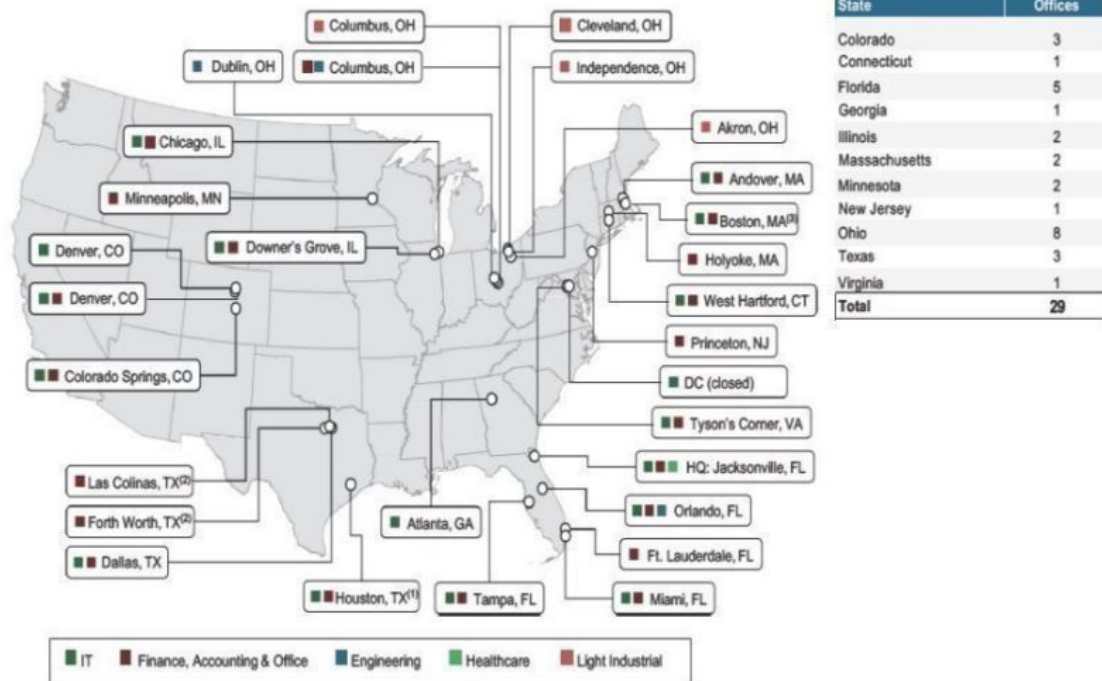 Columbus, OH
Cleveland, OH
Dublin, OH
Columbus, OH
Independence, OH
Chicago, IL
Akron, OH
Minneapolis, MN
Andover, MA
Boston, MA(3)
Denver, CO
Downer's Grove, IL
Holyoke, MA
Denver, CO
West Hartford, CT
Princeton, NJ
Colorado Springs, CO
DC (closed)
Tyson's Corner, VA
HQ: Jacksonville, FL
Las Colinas, TX(2)
Forth Worth, TX(2)
Atlanta, GA
Orlando, FL
Dallas, TX
Ft. Lauderdale, FL
Houston, TX(1)
Tampa, FL
Miami, FL
IT Finance, Accounting & Office Engineering Healthcare Light Industrial
State Offices
Colorado 3
Connecticut 1
Florida 5
Georgia 1
Illinois 2
Massachusetts 2
Minnesota 2
New Jersey 1
Ohio 8
Texas 3
Virginia 1
Total 29